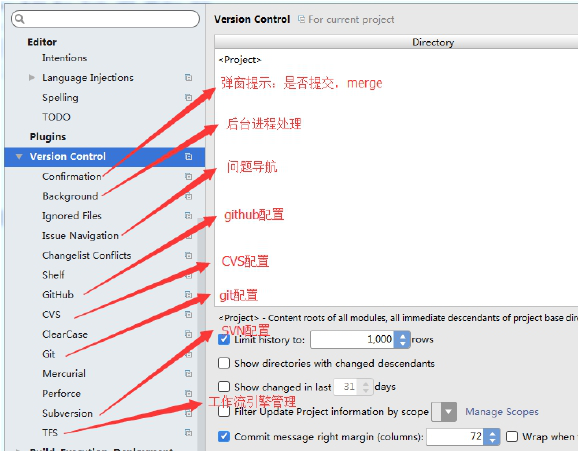 Version Control For current project
Editor
Intentions
Language Injections
Spelling
TODO
Plugins
Version Control
Confirmation
Background
Ignored Files
Issue Navigation
Changelist Conflicts
Shelf
GitHub
CVS
ClearCase
Git
Mercurial
Perforce
Subversion
TFS
Directory
<Project>
弹窗提示：是否提交，merge
后台进程处理
问题导航
github配置
CVS配置
git配置
<Project> - Content roots of all modules, all immediate descendants of project base dire
SVN配置
Limit history to: 1,000 rows
Show directories with changed descendants
Show changed in last 31 days
工作流引擎管理
Filter Update Project information by scope Manage Scopes
Commit message right margin (columns): 72 Wrap when